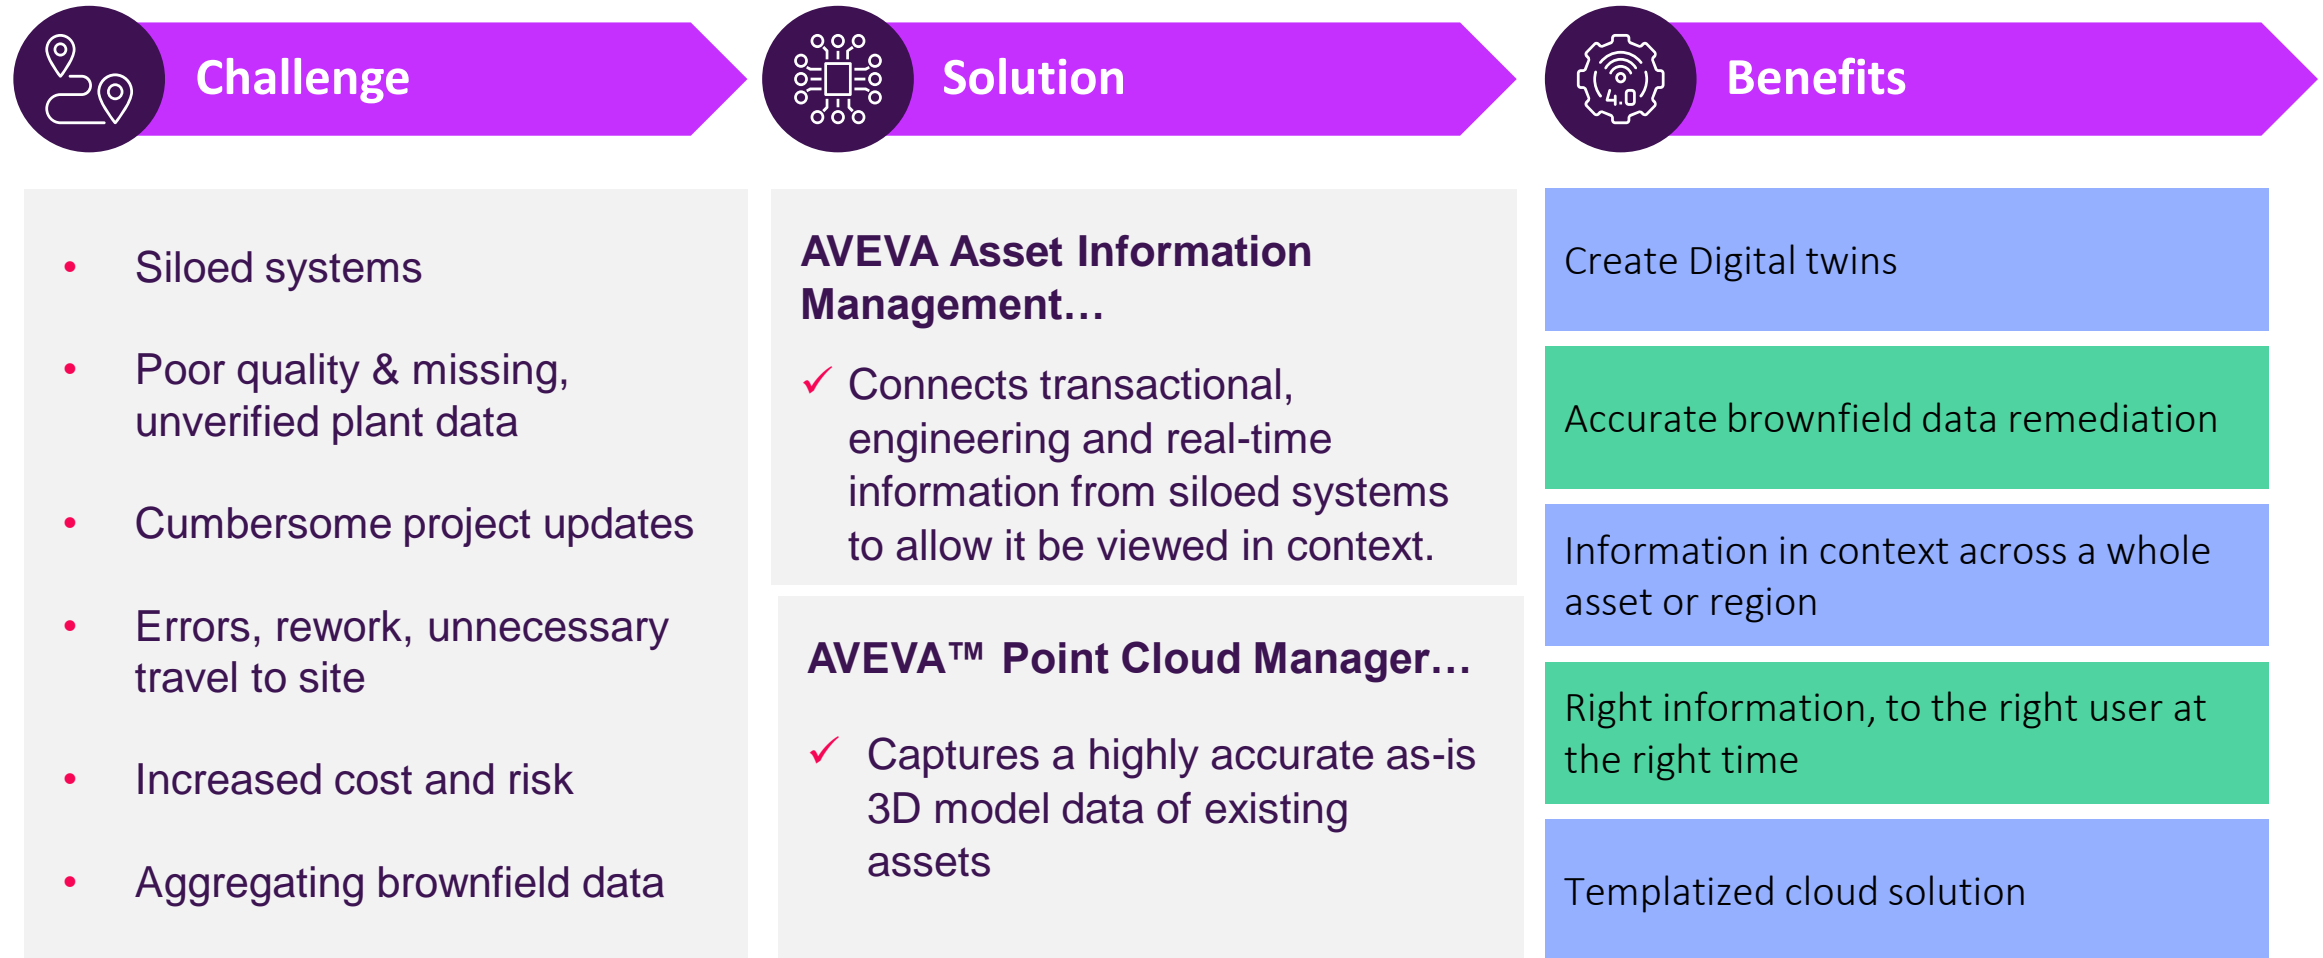 Challenge
• Siloed systems
• Poor quality & missing,
unverified plant data
• Cumbersome project updates
• Errors, rework, unnecessary
travel to site
• Increased cost and risk
• Aggregating brownfield data
Solution
AVEVA Asset Information
Management…
✓ Connects transactional,
engineering and real-time
information from siloed systems
to allow it be viewed in context.
AVEVA™ Point Cloud Manager…
✓ Captures a highly accurate as-is
3D model data of existing
assets
4.0
Benefits
Create Digital twins
Accurate brownfield data remediation
Information in context across a whole
asset or region
Right information, to the right user at
the right time
Templatized cloud solution